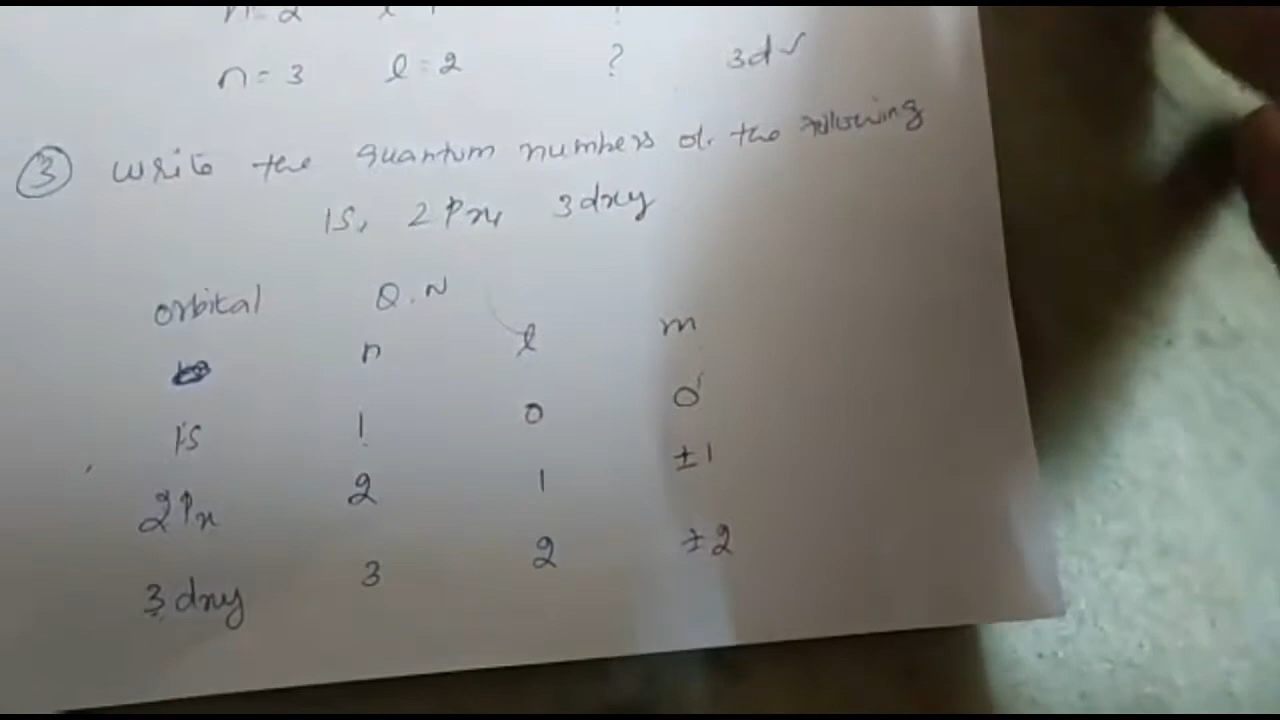 n=2 l
n=3 l=2 ? 3d✓
③ write the quantum numbers of the following
1s, 2Px, 3dxy
orbital Q.N
n l m
1s 1 0 0
2Px 2 1 ±1
3dxy 3 2 ±2